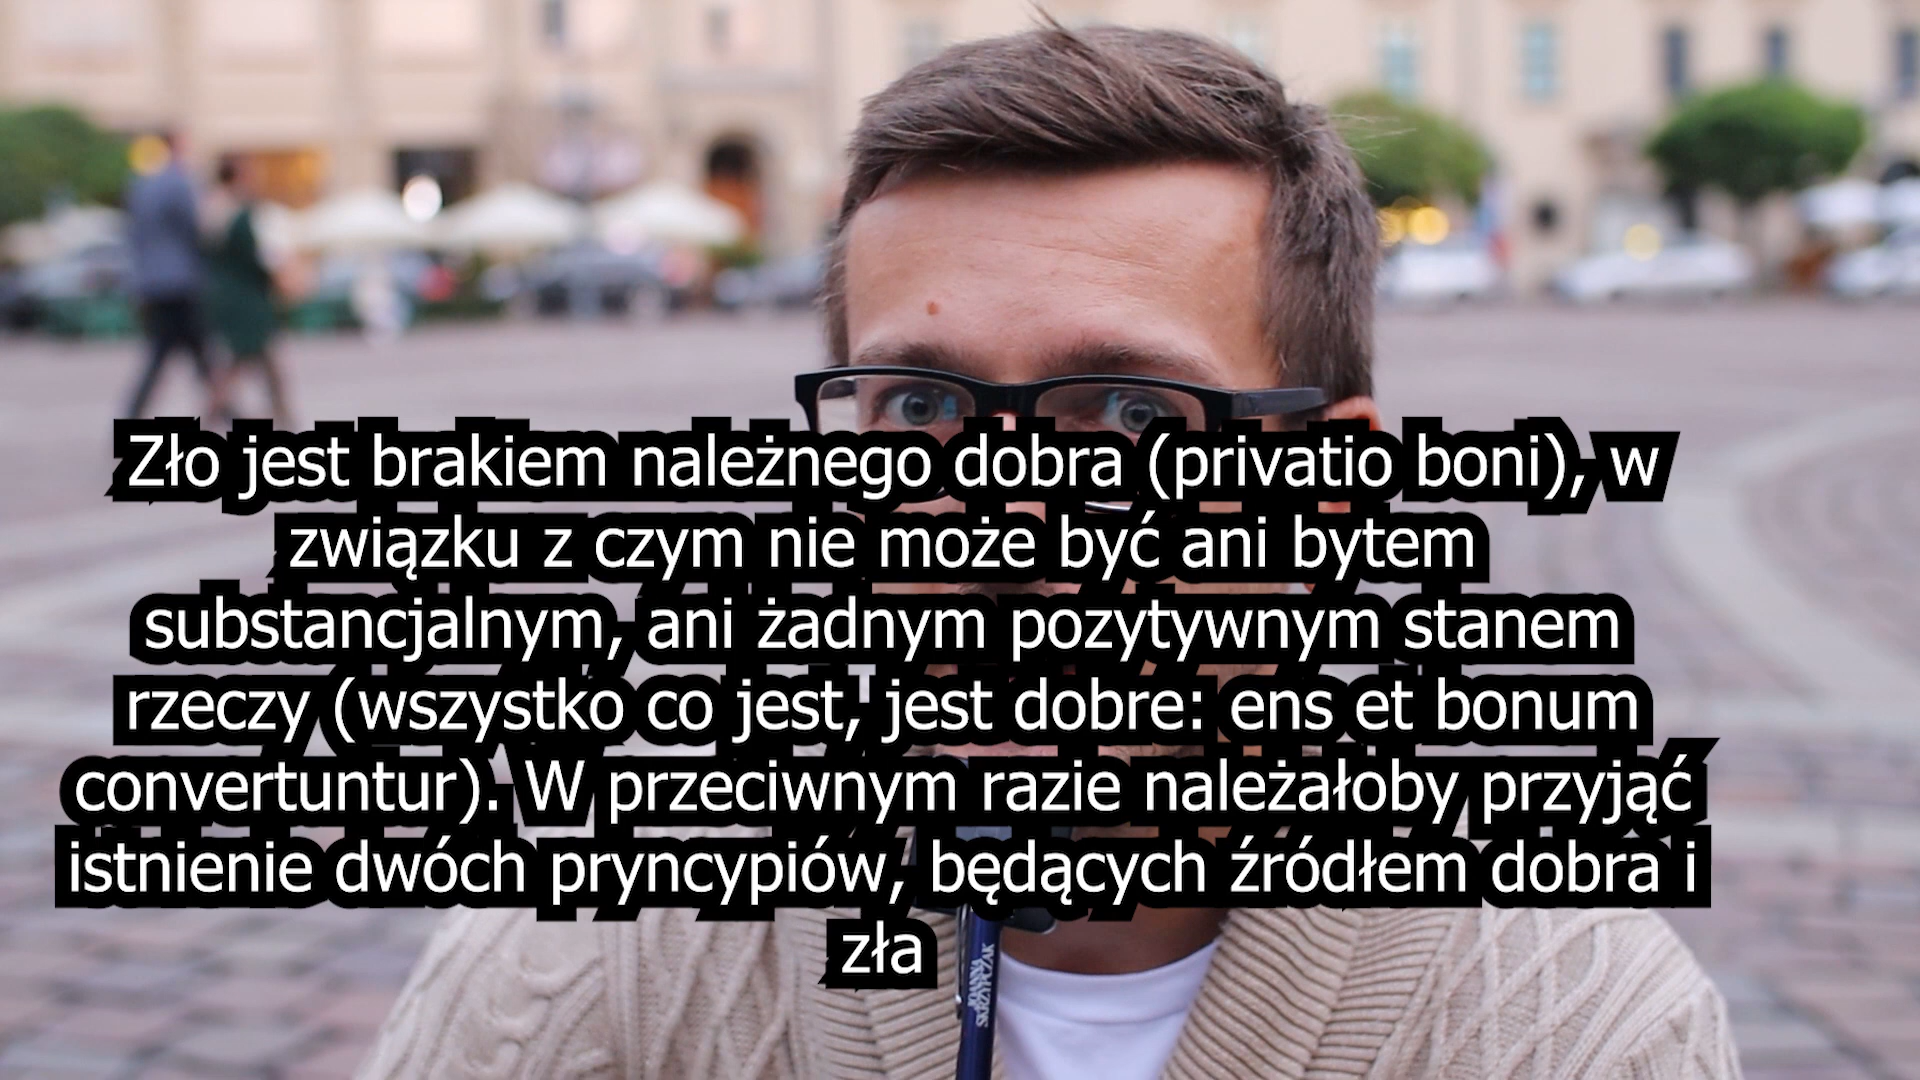 Zło jest brakiem należnego dobra (privatio boni), w
związku z czym nie może być ani bytem
substancjalnym, ani żadnym pozytywnym stanem
rzeczy (wszystko co jest, jest dobre: ens et bonum
convertuntur). W przeciwnym razie należałoby przyjąć
istnienie dwóch pryncypiów, będących źródłem dobra i
zła
JOANNA
SKRZYPCZAK